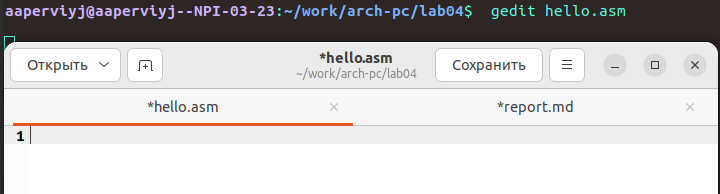 aaperviyj@aaperviyj--NPI-03-23:~/work/arch-pc/lab04$ gedit hello.asm
Открыть
*hello.asm
~/work/arch-pc/lab04
Сохранить
*hello.asm
*report.md
1